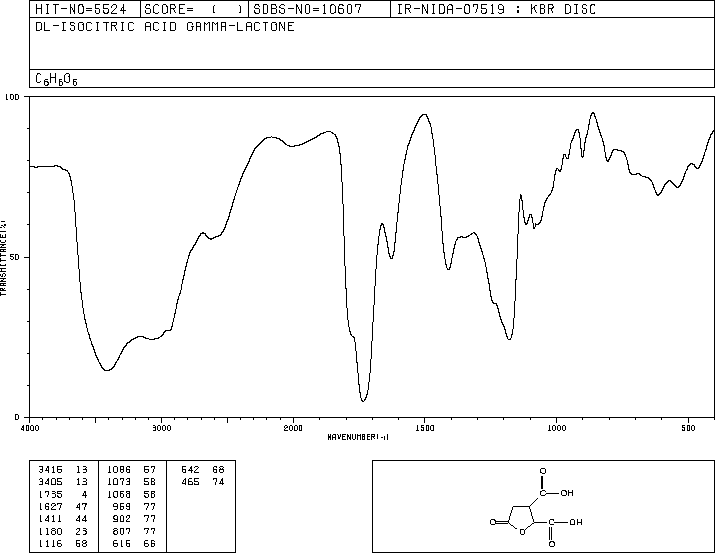 HIT-NO=5524 SCORE= ( ) SDBS-NO=10607 IR-NIDA-07519 : KBR DISC
DL-ISOCITRIC ACID GAMMA-LACTONE
C6H6O6
100
50
0
TRANSMITTANCE(%)
4000 3000 2000 1500 1000 500
WAVENUMBER(-1)
3415 13 1086 57 542 68
3405 13 1073 58 465 74
1735 4 1068 58
1627 47 969 77
1411 44 902 77
1180 23 807 77
1116 58 616 66
O
C OH
O O C OH
O